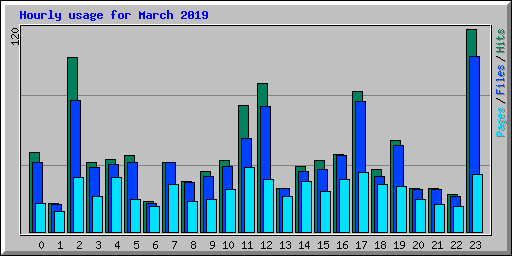 Hourly usage for March 2019
120
Pages/Files/Hits
0 1 2 3 4 5 6 7 8 9 10 11 12 13 14 15 16 17 18 19 20 21 22 23